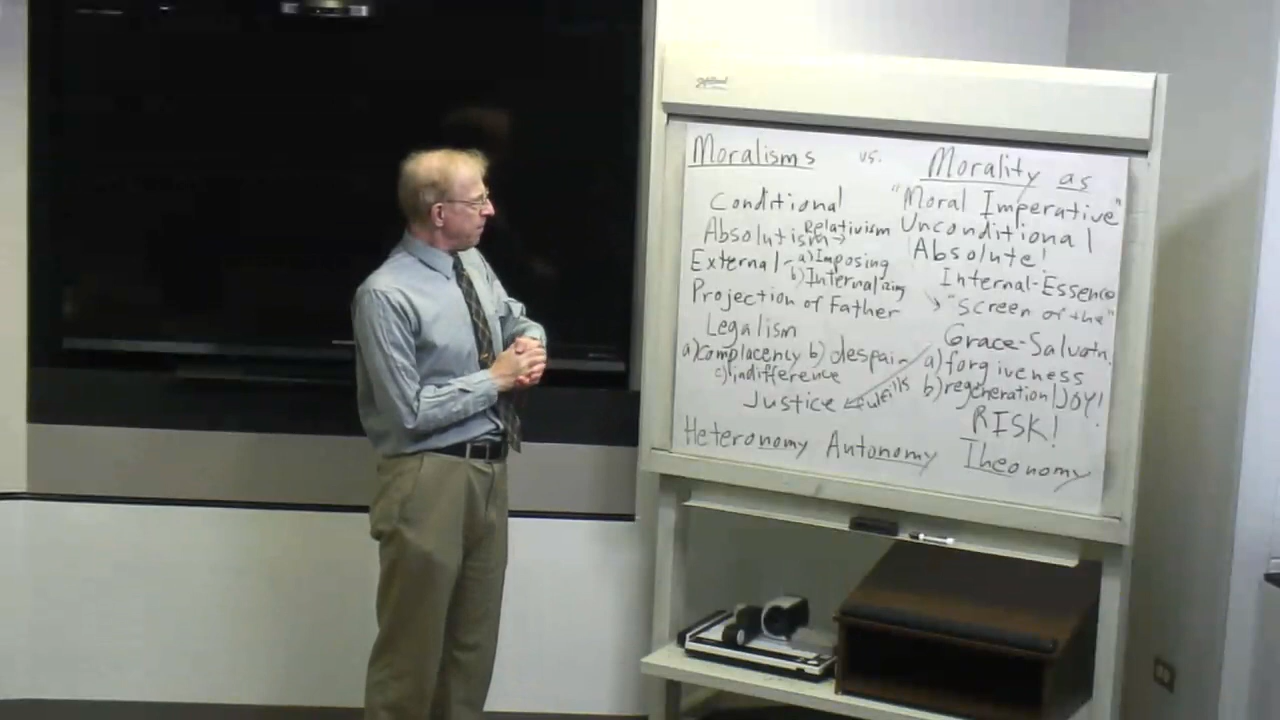 Moralisms vs. Morality as
Conditional "Moral Imperative"
Relativism Unconditional
Absolutism→ Absolute!
External - a) Imposing
b) Internalizing Internal-Essence
Projection of Father → "Screen of the"
Legalism Grace-Salvatn.
a) Complacency b) despair a) forgiveness
c) indifference b) regeneration | JOY!
Justice ← fulfills
RISK!
Heteronomy Autonomy Theonomy